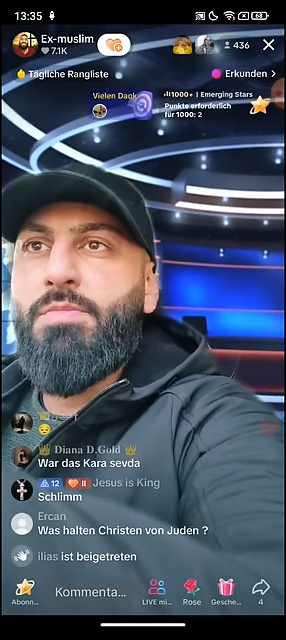 13:35
68
Ex-muslim
7.1K
436
Tägliche Rangliste
Erkunden >
Vielen Dank
1000+ | Emerging Stars
Punkte erforderlich
für 1000: 2
👑 Diana D.Gold 👑
War das Kara sevda
12 II Jesus is King
Schlimm
Ercan
Was halten Christen von Juden ?
ilias ist beigetreten
Kommenta...
Abonn...
LIVE mi...
Rose
Gesche...
4